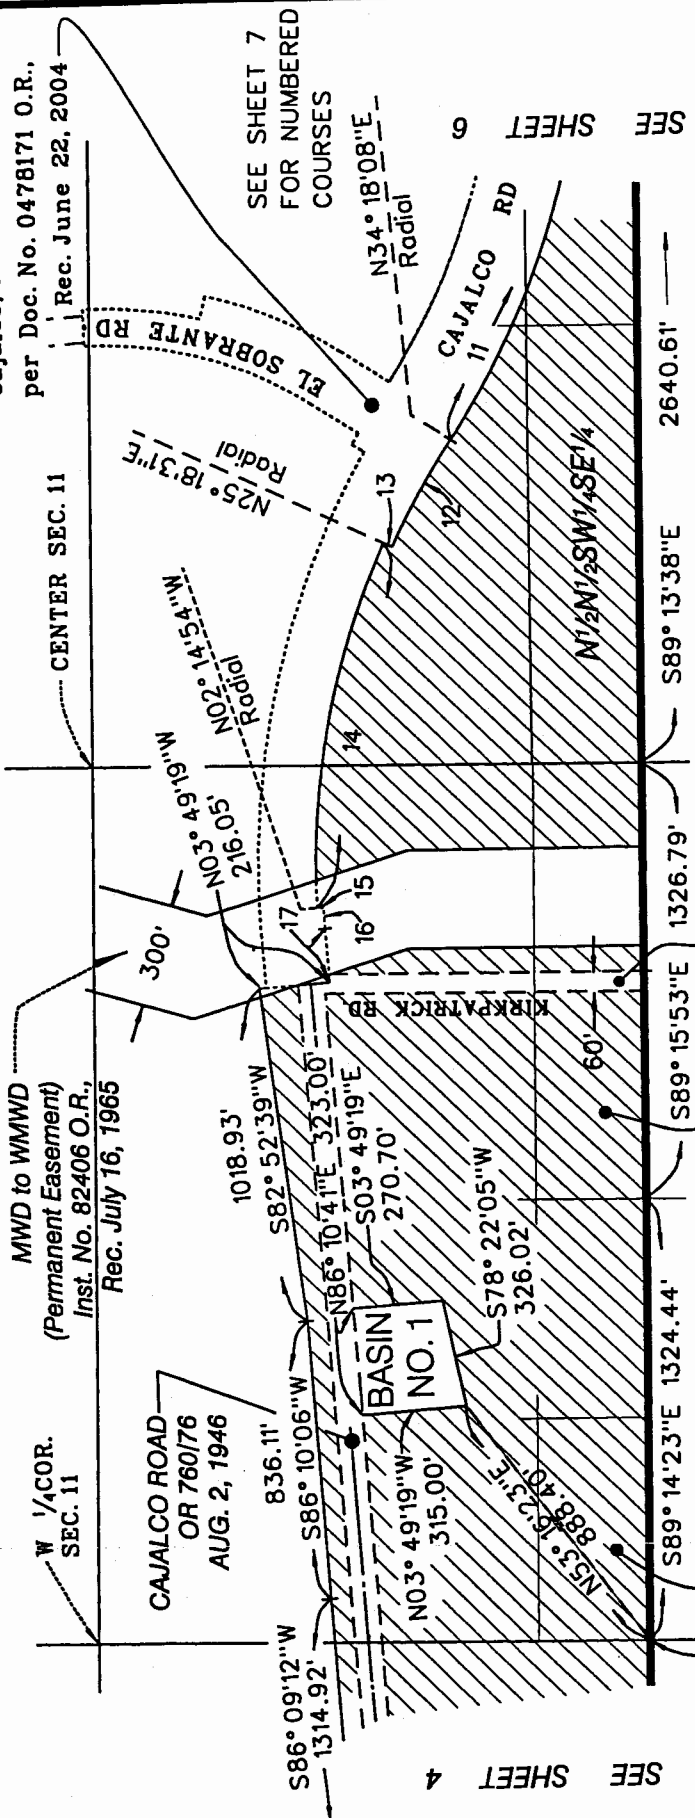 per Doc. No. 0478171 O.R.,
Rec. June 22, 2004
SEE SHEET 7
FOR NUMBERED
COURSES
SEE SHEET 6
CENTER SEC. 11
EL SOBRANTE RD
N34°18'08"E
Radial
CAJALCO RD
11
N25°18'31"E
Radial
13
12
N02°14'54"W
Radial
14
N03°49'19"W
216.05'
17
15
16
MWD to WMWD
(Permanent Easement)
Inst. No. 82406 O.R.,
Rec. July 16, 1965
300'
W 1/4 COR.
SEC. 11
CAJALCO ROAD
OR 760/76
AUG. 2, 1946
1018.93'
S82°52'39"W
836.11'
S86°10'06"W
S86°09'12"W
1314.92'
N86°10'41"E 323.00'
S03°49'19"E
270.70'
BASIN
NO. 1
N03°49'19"W
315.00'
S78°22'05"W
326.02'
N53°16'23"E
888.40'
KIRKPATRICK RD
60'
N1/2N1/2SW1/4SE1/4
SEE SHEET 4
S89°14'23"E 1324.44'
S89°15'53"E 1326.79'
S89°13'38"E 2640.61'